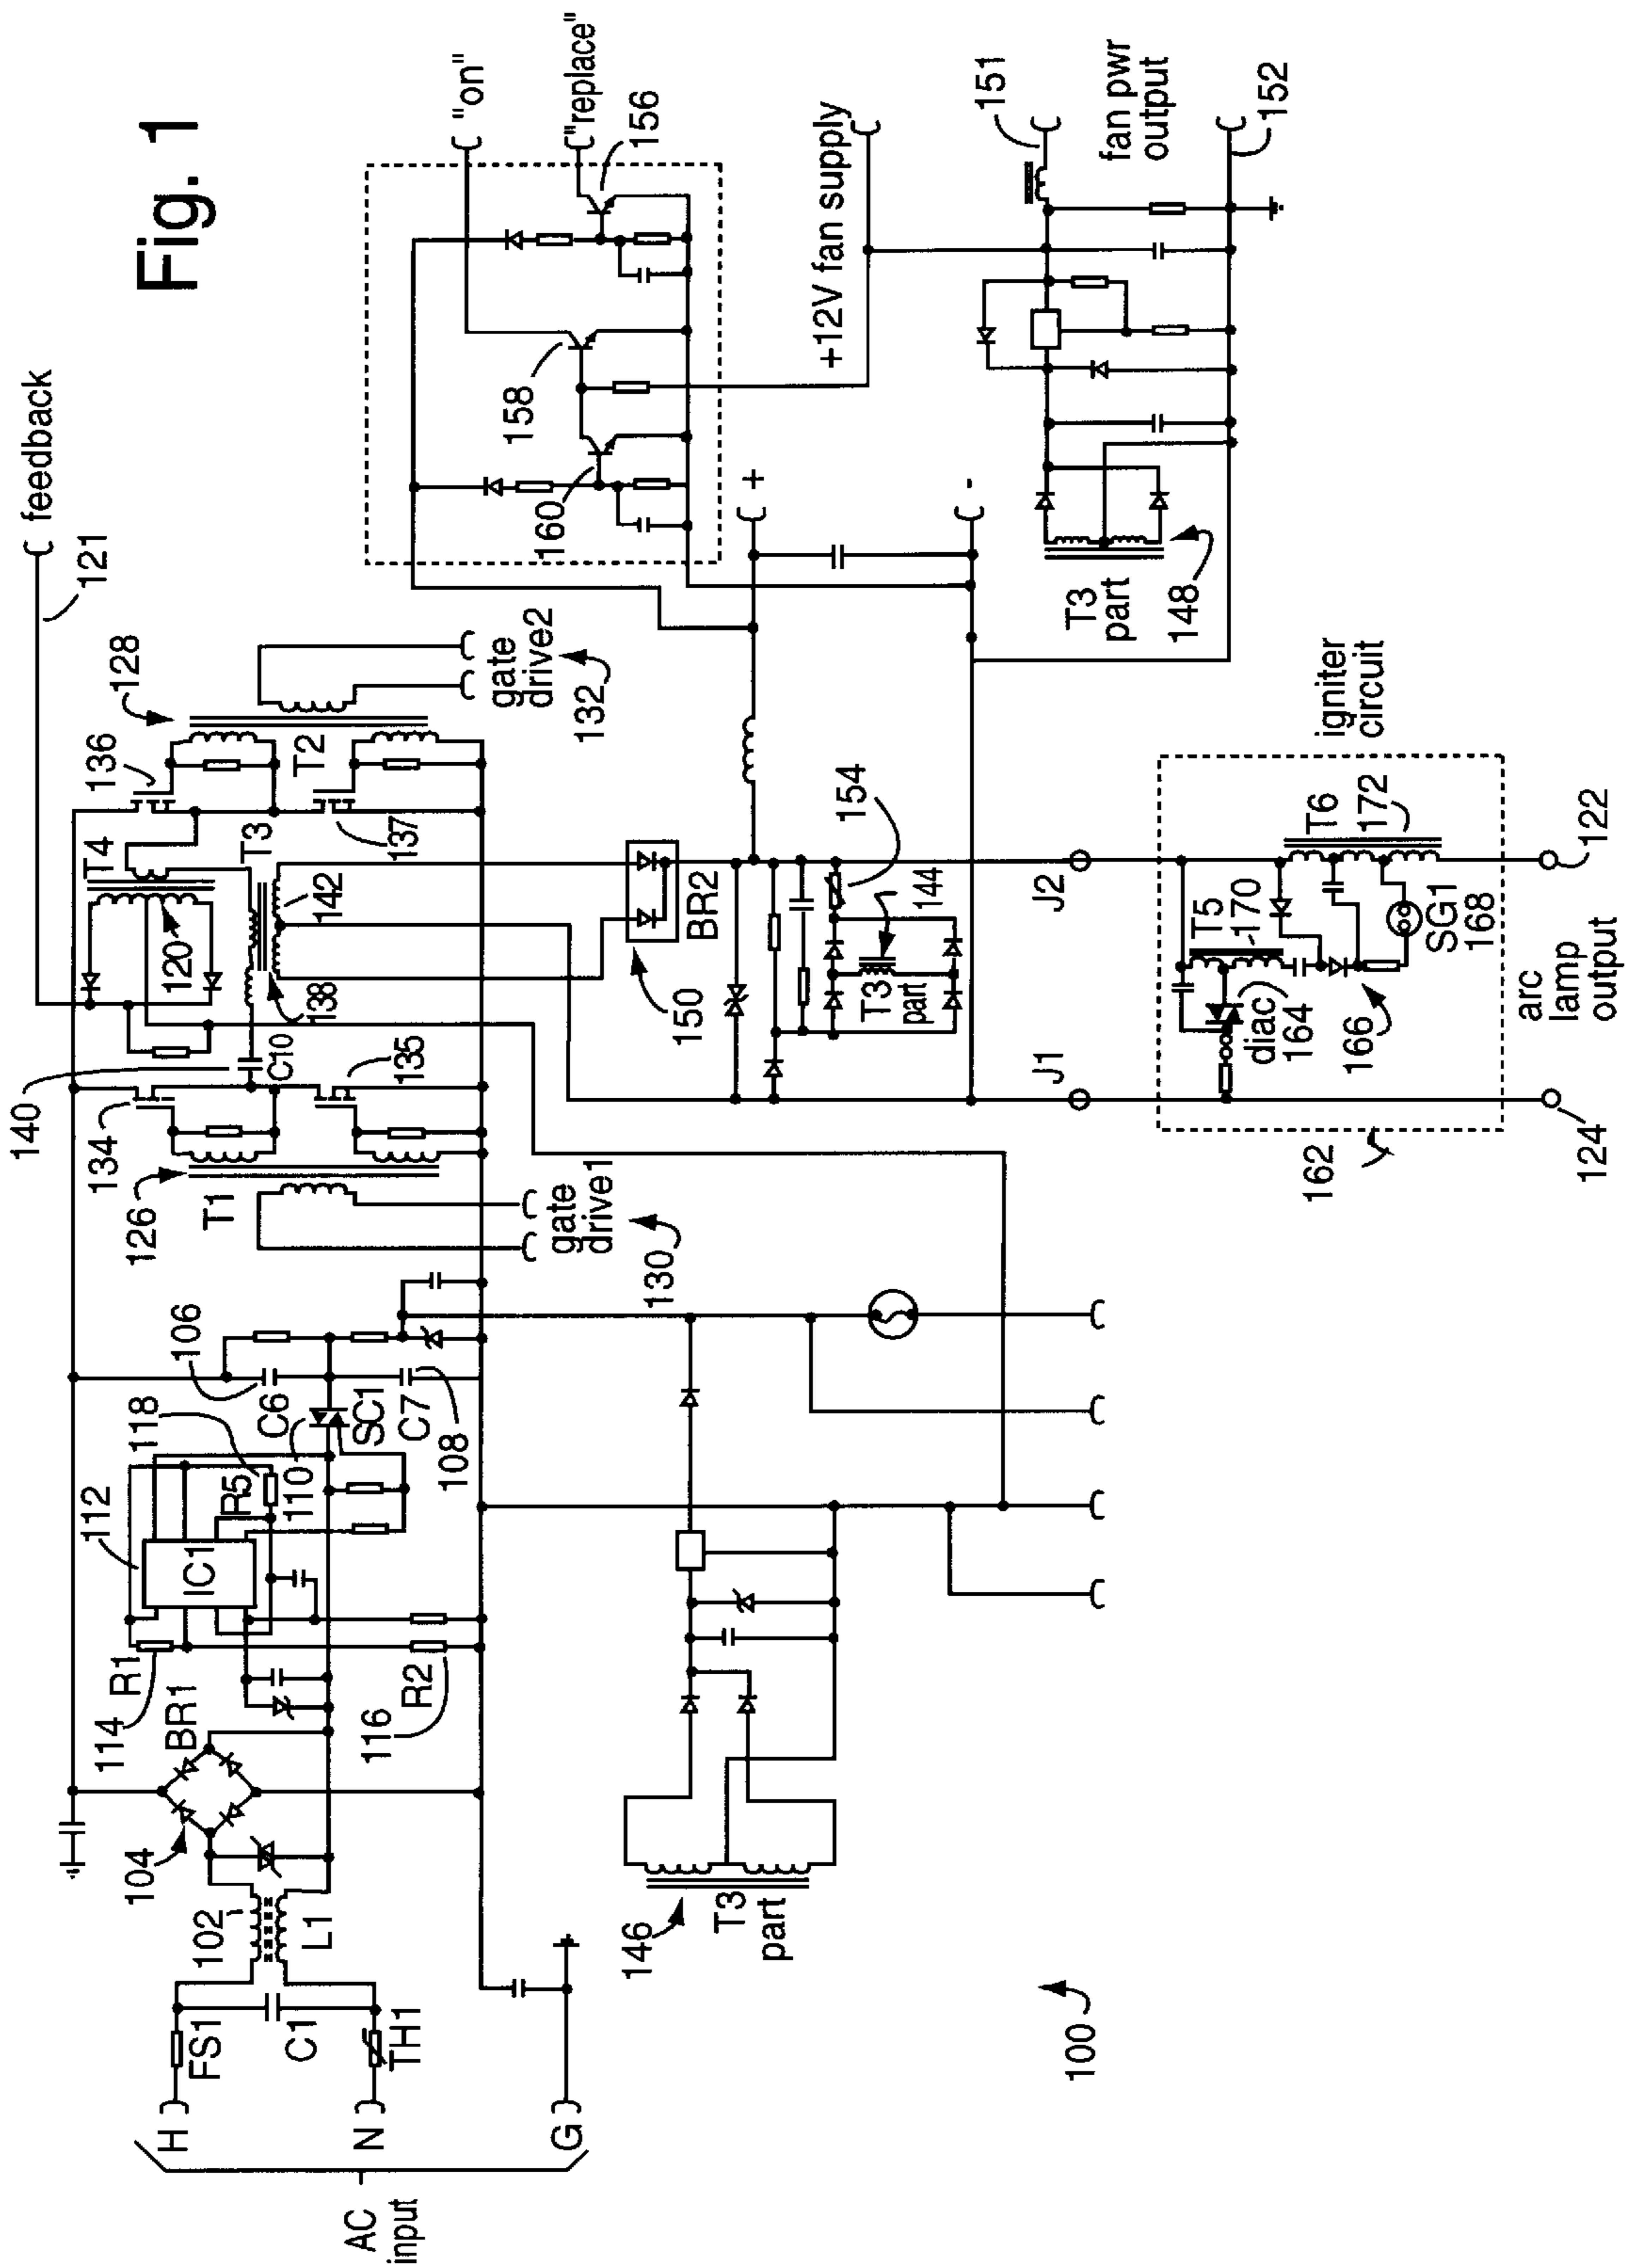 Fig. 1
AC
input
H
N
G
FS1
C1
TH1
102
L1
104
BR1
114
R1
112
IC1
118
R5
110
106
C6
SC1
C7
108
116
R2
126
T1
134
140
C10
135
138
120
T4
T3
142
136
137
T2
128
121
feedback
gate
drive1
130
gate
drive2
132
"on"
"replace"
156
158
160
+12V fan supply
151
fan pwr
output
152
T3
part
148
+
-
150
BR2
154
T3
part
144
J1
J2
146
T3
part
100
igniter
circuit
162
diac
164
T5
170
166
T6
172
SG1
168
arc
lamp
output
122
124